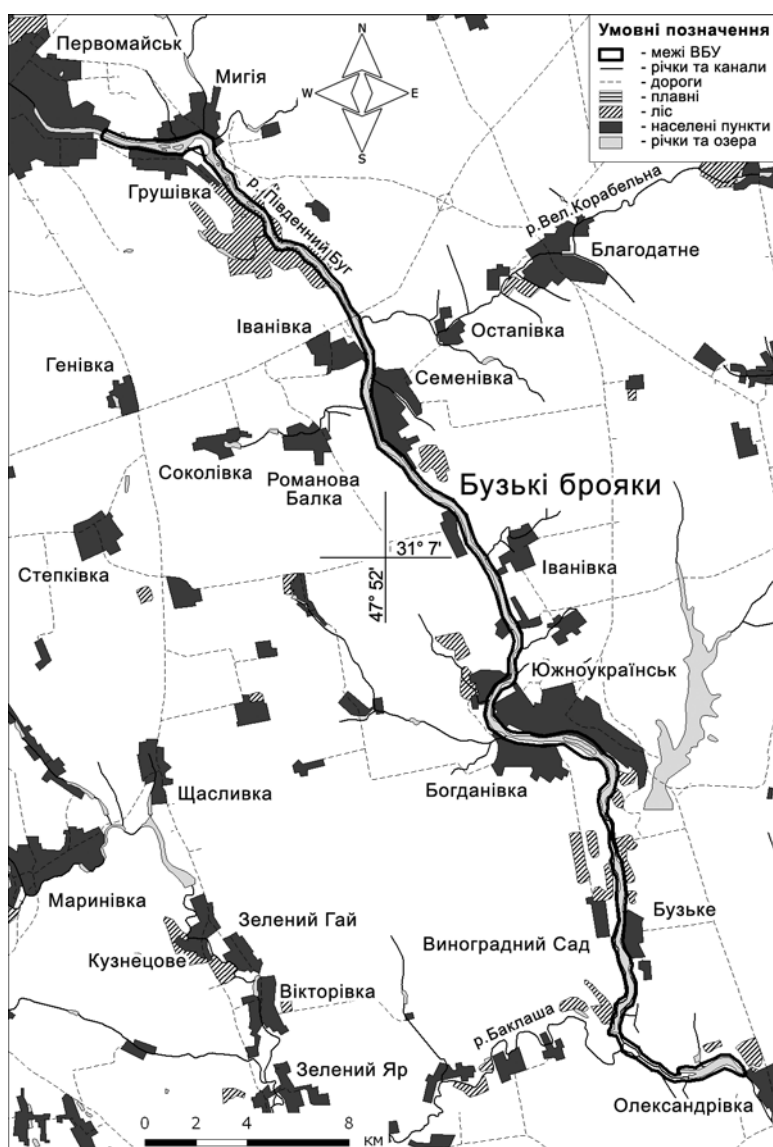 Первомайськ
Мигія
N
W
E
S
Умовні позначення
- межі ВБУ
- річки та канали
- дороги
- плавні
- ліс
- населені пункти
- річки та озера
Грушівка
р. Південний Буг
р.Вел.Корабельна
Благодатне
Іванівка
Остапівка
Генівка
Семенівка
Соколівка
Романова
Балка
Бузькі брояки
31° 7'
47° 52'
Степківка
Іванівка
Южноукраїнськ
Щасливка
Богданівка
Маринівка
Зелений Гай
Бузьке
Виноградний Сад
Кузнецове
Вікторівка
р.Баклаша
Зелений Яр
Олександрівка
0 2 4 8
км